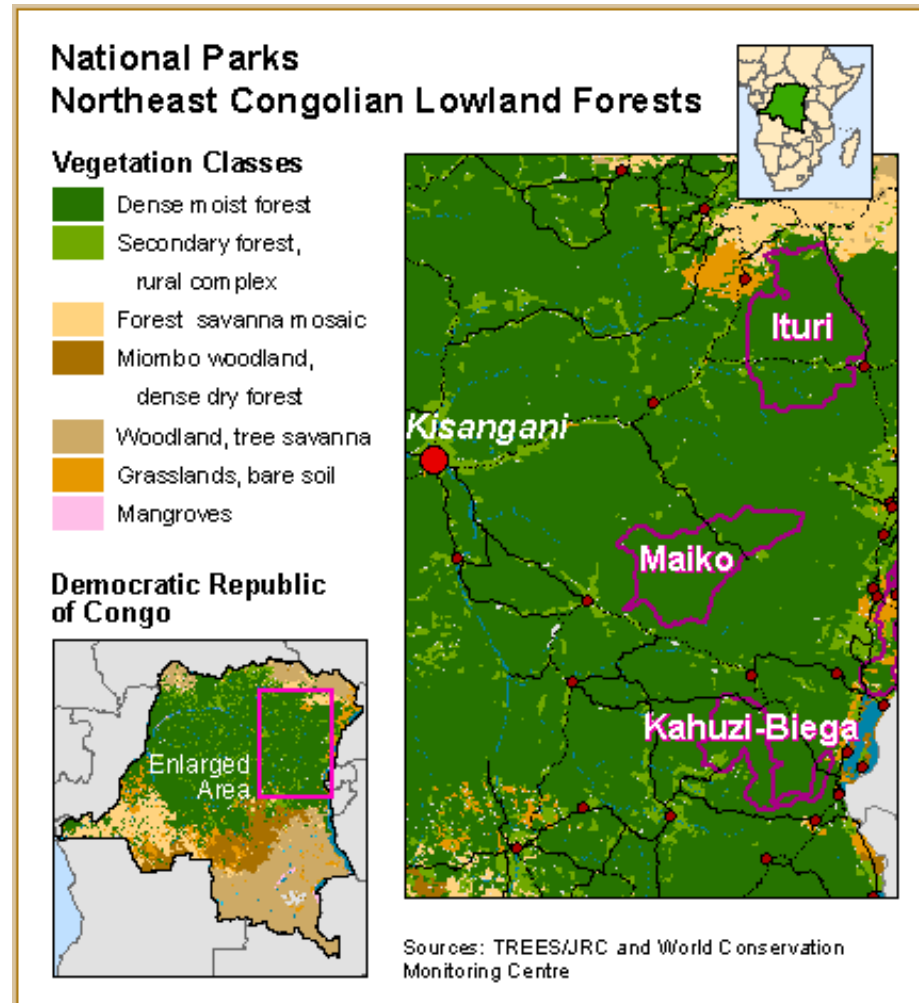 National Parks
Northeast Congolian Lowland Forests
Vegetation Classes
Dense moist forest
Secondary forest,
rural complex
Forest savanna mosaic
Miombo woodland,
dense dry forest
Woodland, tree savanna
Grasslands, bare soil
Mangroves
Democratic Republic
of Congo
Enlarged
Area
Ituri
Kisangani
Maiko
Kahuzi-Biega
Sources: TREES/JRC and World Conservation
Monitoring Centre